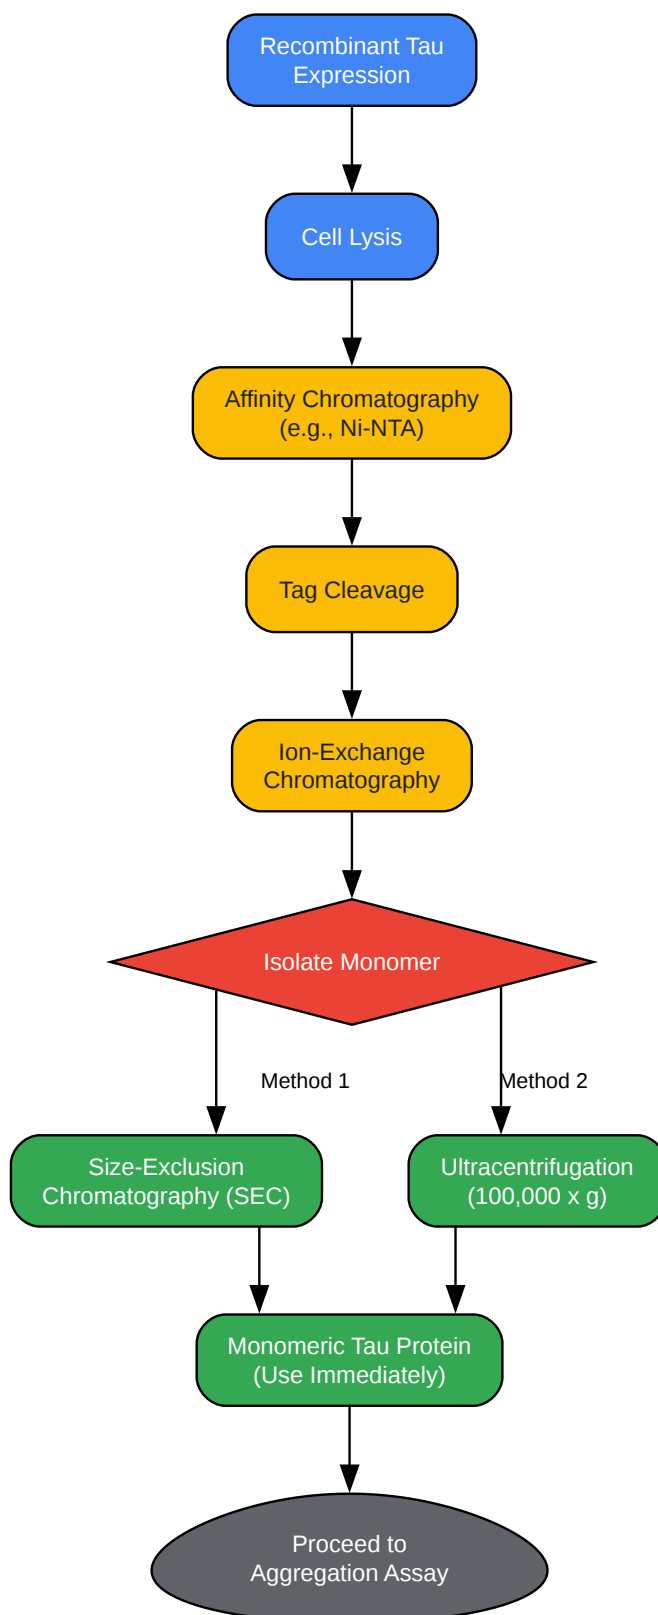 Recombinant Tau
Expression
Cell Lysis
Affinity Chromatography
(e.g., Ni-NTA)
Tag Cleavage
Ion-Exchange
Chromatography
Isolate Monomer
Method 1
Method 2
Size-Exclusion
Chromatography (SEC)
Ultracentrifugation
(100,000 x g)
Monomeric Tau Protein
(Use Immediately)
Proceed to
Aggregation Assay